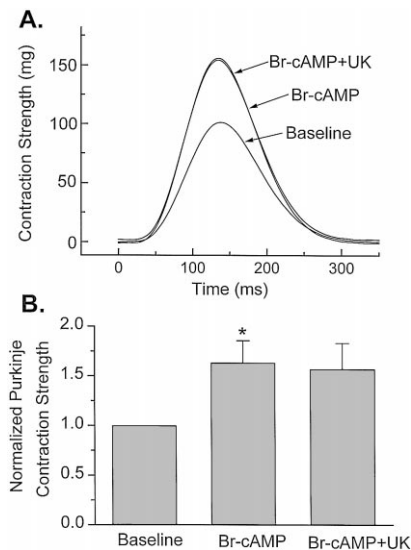 A.
Contraction Strength (mg)
150
100
50
0
Br-cAMP+UK
Br-cAMP
Baseline
0 100 200 300
Time (ms)
B.
Normalized Purkinje
Contraction Strength
2.0
1.5
1.0
0.5
0.0
*
Baseline Br-cAMP Br-cAMP+UK